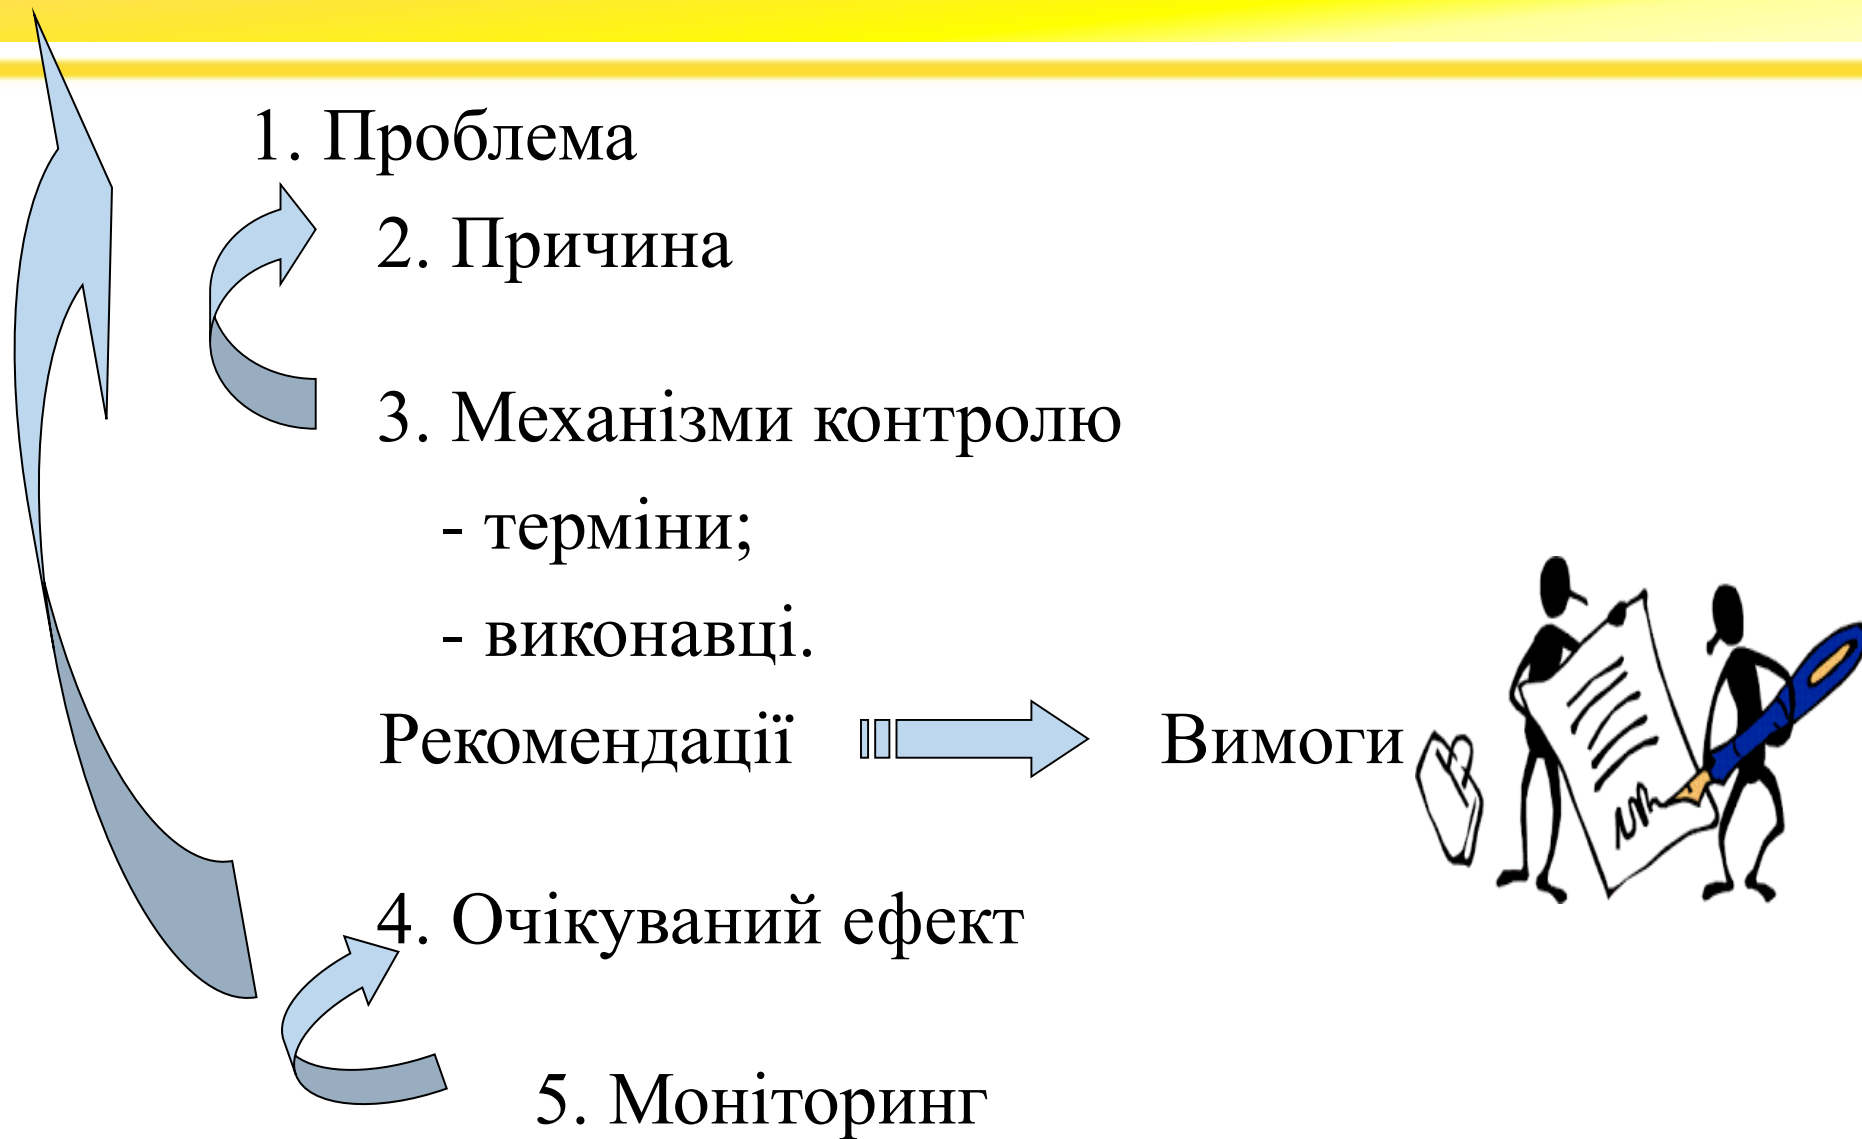 1. Проблема
2. Причина
3. Механізми контролю
- терміни;
- виконавці.
Рекомендації Вимоги
4. Очікуваний ефект
5. Моніторинг